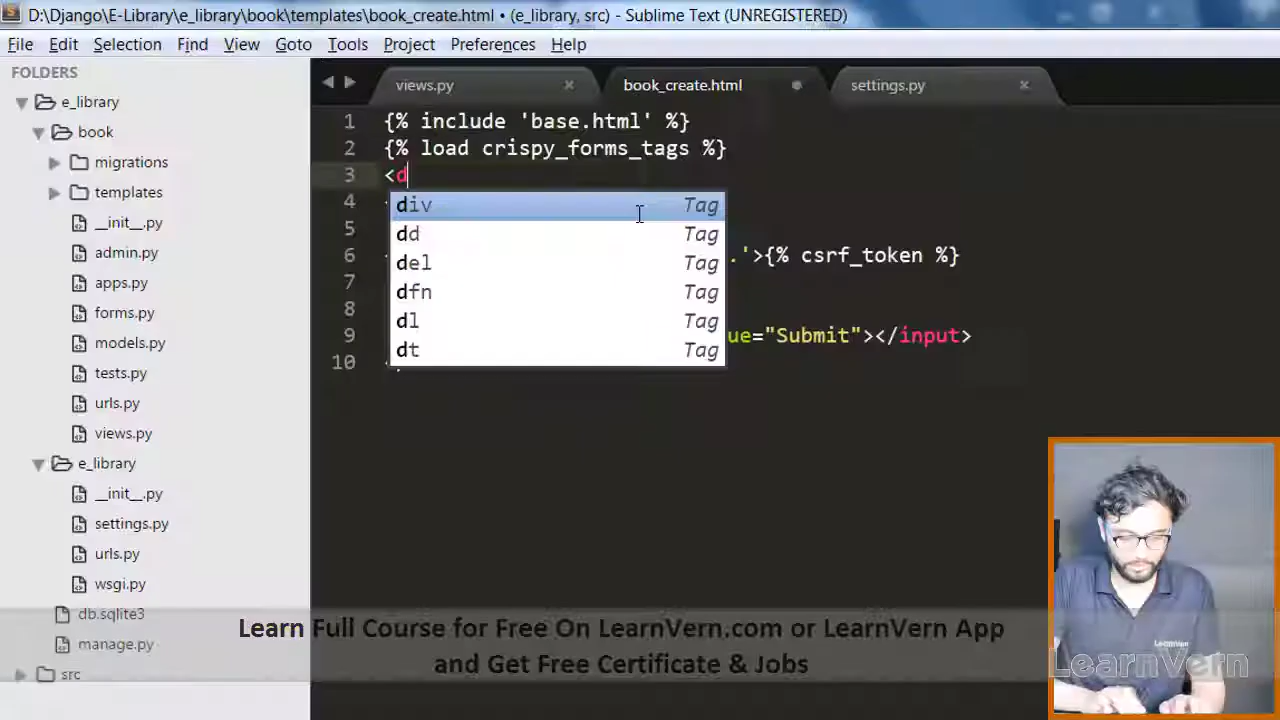 D:\Django\E-Library\e_library\book\templates\book_create.html • (e_library, src) - Sublime Text (UNREGISTERED)
File Edit Selection Find View Goto Tools Project Preferences Help
FOLDERS
e_library
book
migrations
templates
__init__.py
admin.py
apps.py
forms.py
models.py
tests.py
urls.py
views.py
e_library
__init__.py
settings.py
urls.py
wsgi.py
db.sqlite3
manage.py
src
views.py book_create.html settings.py
1 {% include 'base.html' %}
2 {% load crispy_forms_tags %}
3 <d
4
5
6 .'>{% csrf_token %}
7
8
9 ue="Submit"></input>
10
div Tag
dd Tag
del Tag
dfn Tag
dl Tag
dt Tag
Learn Full Course for Free On LearnVern.com or LearnVern App
and Get Free Certificate & Jobs
LearnVern
LearnVern